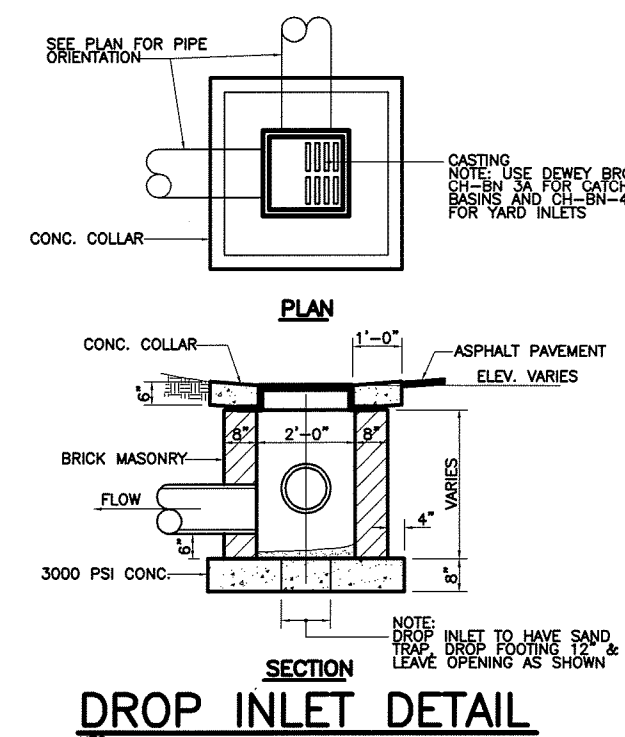 SEE PLAN FOR PIPE
ORIENTATION
CASTING
NOTE: USE DEWEY BRO
CH-BN 3A FOR CATCH
BASINS AND CH-BN-4
FOR YARD INLETS
CONC. COLLAR
PLAN
CONC. COLLAR
1'-0"
ASPHALT PAVEMENT
ELEV. VARIES
6"
8"
2'-0"
8"
BRICK MASONRY
VARIES
FLOW
4"
6"
3000 PSI CONC.
8"
NOTE:
DROP INLET TO HAVE SAND
TRAP, DROP FOOTING 12" &
LEAVE OPENING AS SHOWN
SECTION
DROP INLET DETAIL